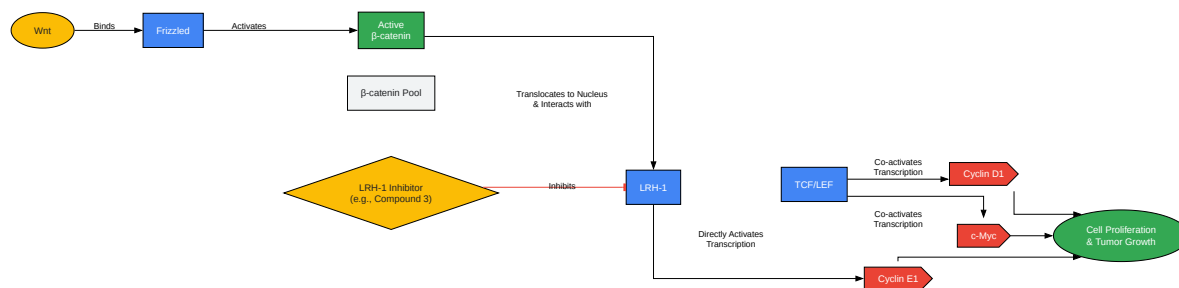 Wnt
Binds
Frizzled
Activates
Active
β-catenin
β-catenin Pool
Translocates to Nucleus
& Interacts with
LRH-1 Inhibitor
(e.g., Compound 3)
Inhibits
LRH-1
TCF/LEF
Co-activates
Transcription
Cyclin D1
Co-activates
Transcription
c-Myc
Cell Proliferation
& Tumor Growth
Directly Activates
Transcription
Cyclin E1